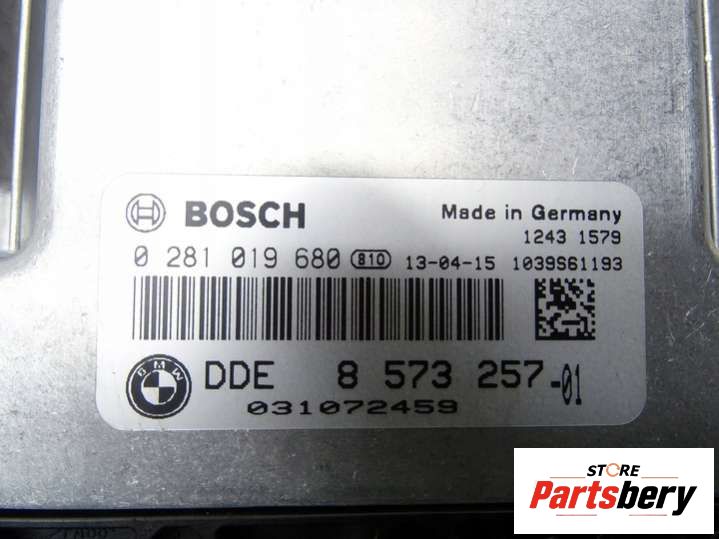 BOSCH
Made in Germany
1243 1579
0 281 019 680 810 13-04-15 1039S61193
BMW
DDE 8 573 257-01
031072459
STORE
Partsbery